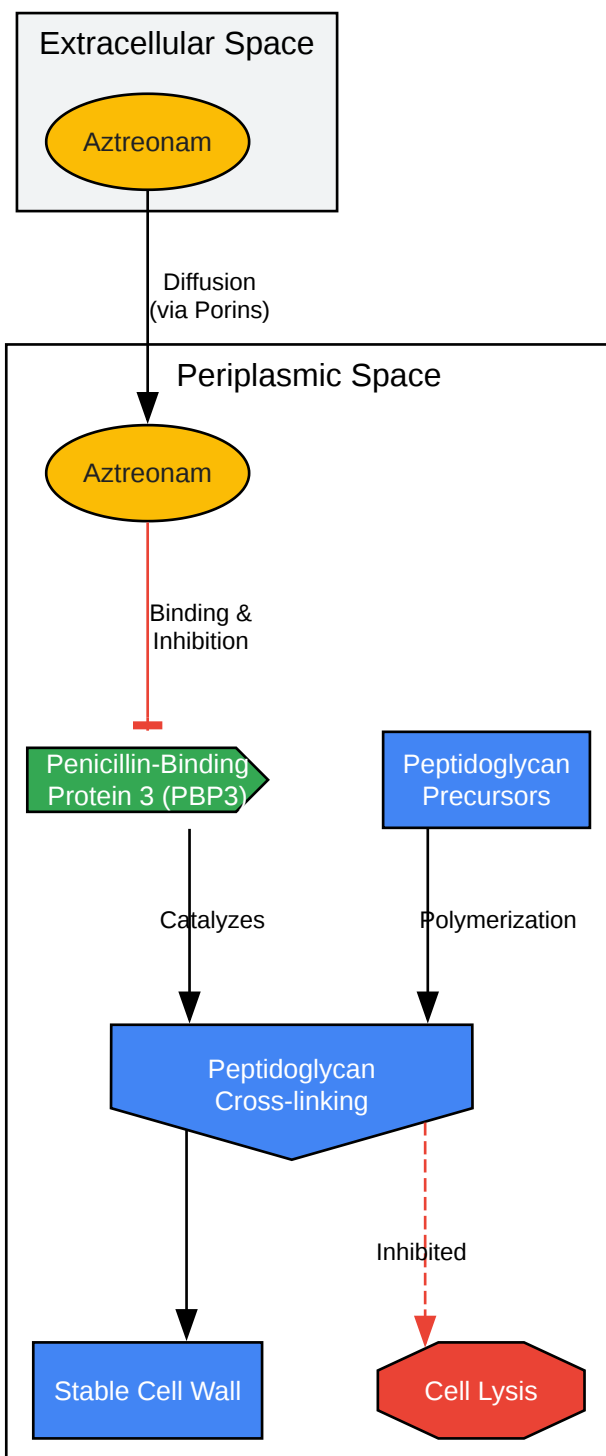 Extracellular Space
Aztreonam
Diffusion
(via Porins)
Periplasmic Space
Aztreonam
Binding &
Inhibition
Penicillin-Binding
Protein 3 (PBP3)
Peptidoglycan
Precursors
Catalyzes
Polymerization
Peptidoglycan
Cross-linking
Inhibited
Stable Cell Wall
Cell Lysis